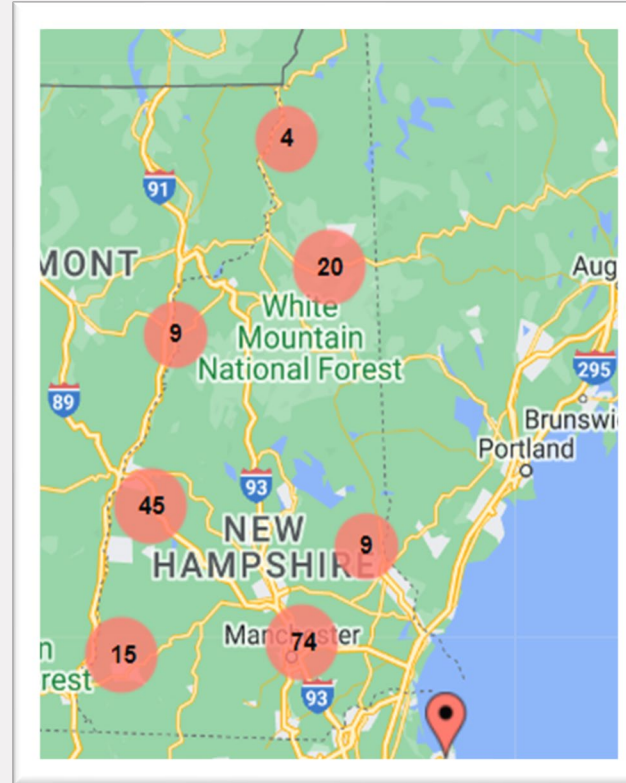 4
91
MONT
20
Aug
9
White
Mountain
National Forest
295
89
Brunswi
Portland
93
45
NEW
HAMPSHIRE
9
Manchester
74
15
n
rest
93